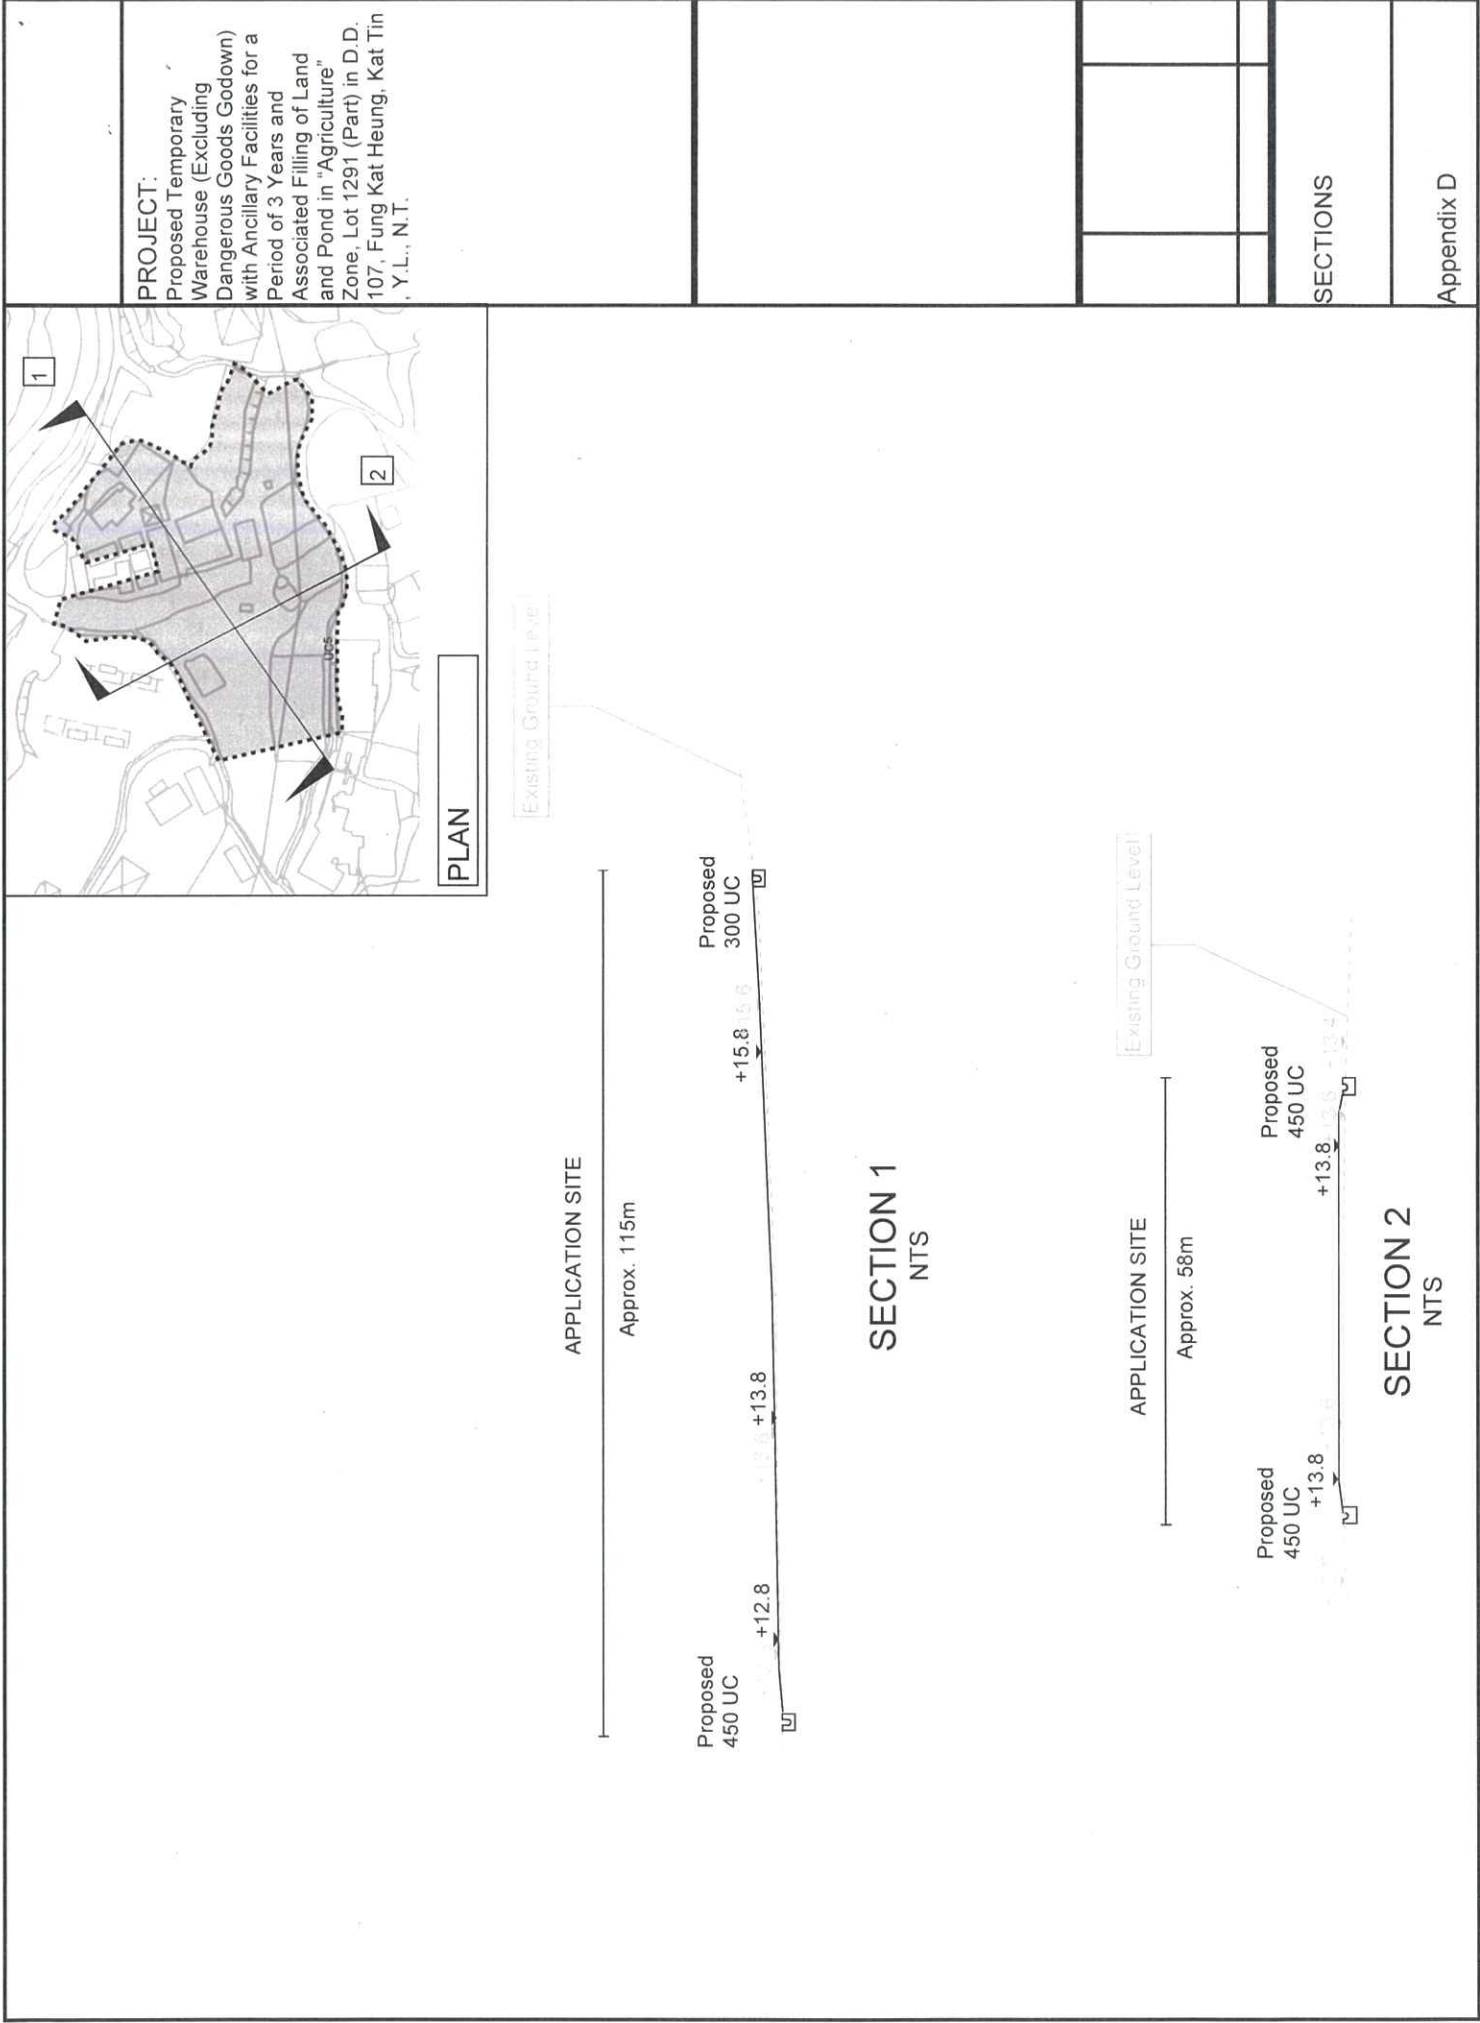 PROJECT:
Proposed Temporary
Warehouse (Excluding
Dangerous Goods Godown)
with Ancillary Facilities for a
Period of 3 Years and
Associated Filling of Land
and Pond in "Agriculture"
Zone, Lot 1291 (Part) in D.D.
107, Fung Kat Heung, Kat Tin
, Y.L., N.T.
1
2
UC5
PLAN
Existing Ground Level
APPLICATION SITE
Approx. 115m
Proposed
450 UC
+12.8
+13.8
+15.8
15.6
Proposed
300 UC
SECTION 1
NTS
Existing Ground Level
APPLICATION SITE
Approx. 58m
Proposed
450 UC
+13.8
+13.8
Proposed
450 UC
SECTION 2
NTS
SECTIONS
Appendix D